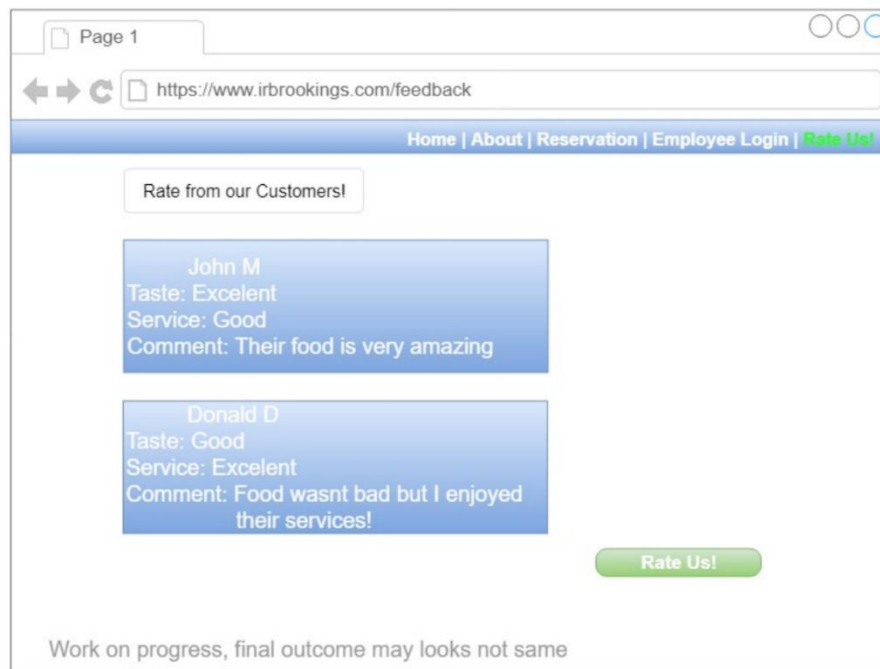 Page 1
https://www.irbrookings.com/feedback
Home | About | Reservation | Employee Login | Rate Us!
Rate from our Customers!
John M
Taste: Excelent
Service: Good
Comment: Their food is very amazing
Donald D
Taste: Good
Service: Excelent
Comment: Food wasnt bad but I enjoyed
their services!
Rate Us!
Work on progress, final outcome may looks not same